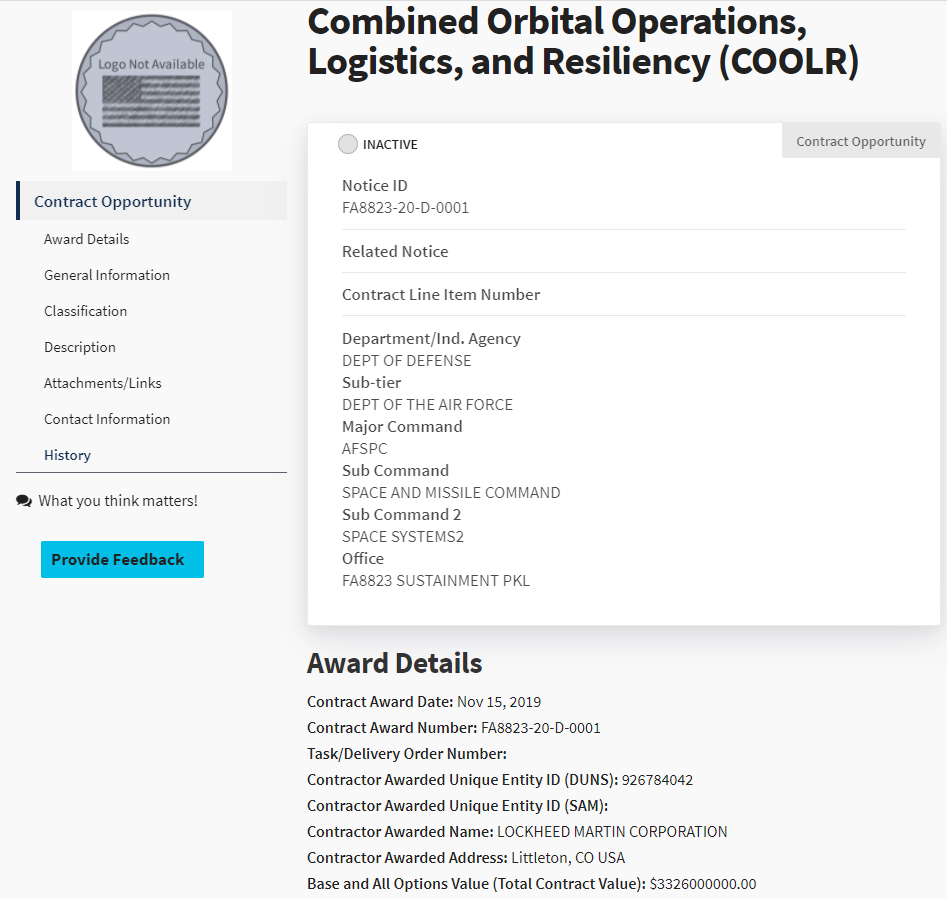 Logo Not Available
Contract Opportunity
Award Details
General Information
Classification
Description
Attachments/Links
Contact Information
History
What you think matters!
Provide Feedback
Combined Orbital Operations,
Logistics, and Resiliency (COOLR)
INACTIVE
Contract Opportunity
Notice ID
FA8823-20-D-0001
Related Notice
Contract Line Item Number
Department/Ind. Agency
DEPT OF DEFENSE
Sub-tier
DEPT OF THE AIR FORCE
Major Command
AFSPC
Sub Command
SPACE AND MISSILE COMMAND
Sub Command 2
SPACE SYSTEMS2
Office
FA8823 SUSTAINMENT PKL
Award Details
Contract Award Date: Nov 15, 2019
Contract Award Number: FA8823-20-D-0001
Task/Delivery Order Number:
Contractor Awarded Unique Entity ID (DUNS): 926784042
Contractor Awarded Unique Entity ID (SAM):
Contractor Awarded Name: LOCKHEED MARTIN CORPORATION
Contractor Awarded Address: Littleton, CO USA
Base and All Options Value (Total Contract Value): $3326000000.00